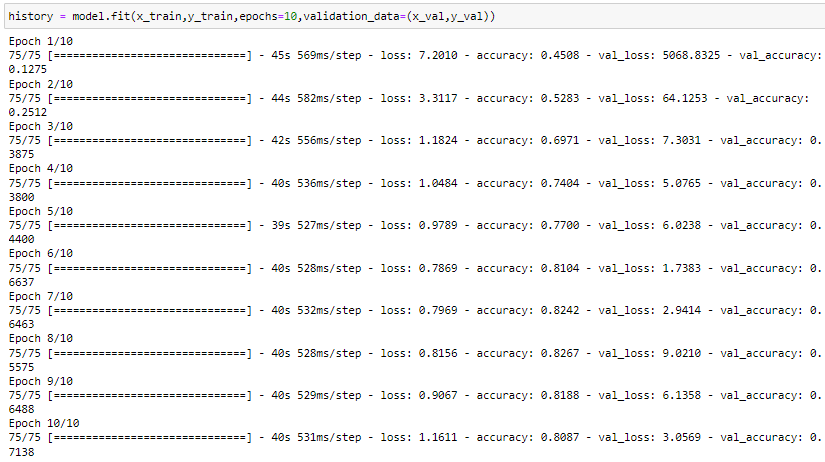 history = model.fit(x_train,y_train,epochs=10,validation_data=(x_val,y_val))
Epoch 1/10
75/75 [==============================] - 45s 569ms/step - loss: 7.2010 - accuracy: 0.4508 - val_loss: 5068.8325 - val_accuracy:
0.1275
Epoch 2/10
75/75 [==============================] - 44s 582ms/step - loss: 3.3117 - accuracy: 0.5283 - val_loss: 64.1253 - val_accuracy:
0.2512
Epoch 3/10
75/75 [==============================] - 42s 556ms/step - loss: 1.1824 - accuracy: 0.6971 - val_loss: 7.3031 - val_accuracy: 0.
3875
Epoch 4/10
75/75 [==============================] - 40s 536ms/step - loss: 1.0484 - accuracy: 0.7404 - val_loss: 5.0765 - val_accuracy: 0.
3800
Epoch 5/10
75/75 [==============================] - 39s 527ms/step - loss: 0.9789 - accuracy: 0.7700 - val_loss: 6.0238 - val_accuracy: 0.
4400
Epoch 6/10
75/75 [==============================] - 40s 528ms/step - loss: 0.7869 - accuracy: 0.8104 - val_loss: 1.7383 - val_accuracy: 0.
6637
Epoch 7/10
75/75 [==============================] - 40s 532ms/step - loss: 0.7969 - accuracy: 0.8242 - val_loss: 2.9414 - val_accuracy: 0.
6463
Epoch 8/10
75/75 [==============================] - 40s 528ms/step - loss: 0.8156 - accuracy: 0.8267 - val_loss: 9.0210 - val_accuracy: 0.
5575
Epoch 9/10
75/75 [==============================] - 40s 529ms/step - loss: 0.9067 - accuracy: 0.8188 - val_loss: 6.1358 - val_accuracy: 0.
6488
Epoch 10/10
75/75 [==============================] - 40s 531ms/step - loss: 1.1611 - accuracy: 0.8087 - val_loss: 3.0569 - val_accuracy: 0.
7138